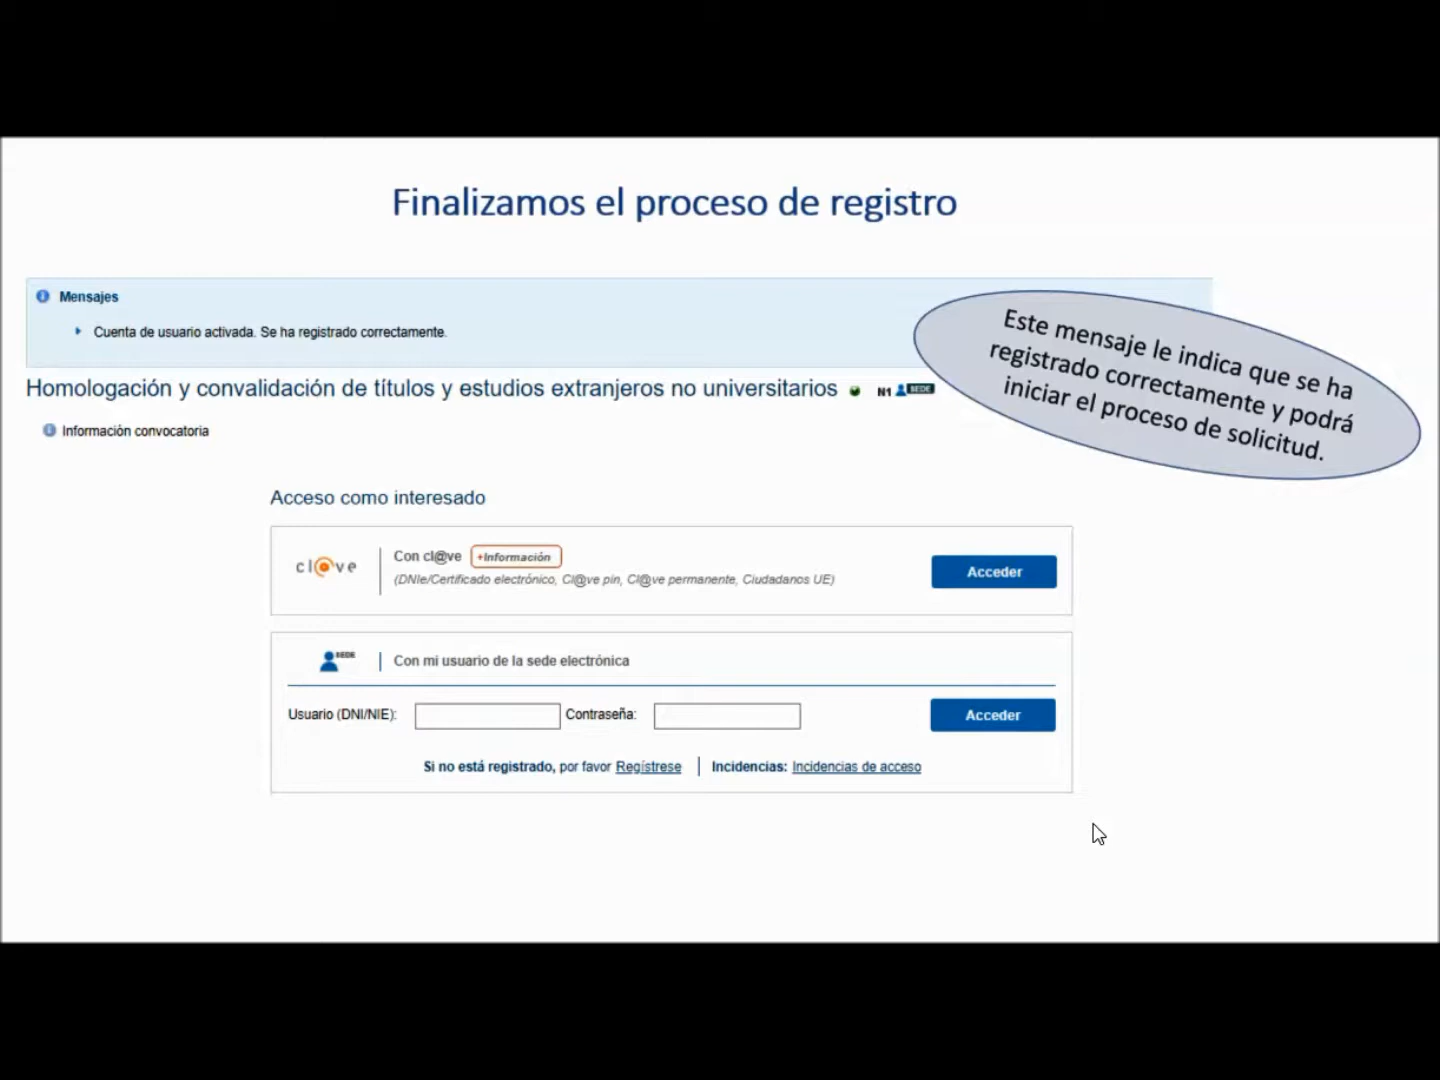 Finalizamos el proceso de registro
Mensajes
Cuenta de usuario activada. Se ha registrado correctamente.
Este mensaje le indica que se ha
registrado correctamente y podrá
iniciar el proceso de solicitud.
Homologación y convalidación de títulos y estudios extranjeros no universitarios N1 SEDE
Información convocatoria
Acceso como interesado
cl@ve
Con cl@ve +Información
(DNIe/Certificado electrónico, Cl@ve pin, Cl@ve permanente, Ciudadanos UE)
Acceder
SEDE
Con mi usuario de la sede electrónica
Usuario (DNI/NIE): Contraseña: Acceder
Si no está registrado, por favor Regístrese Incidencias: Incidencias de acceso